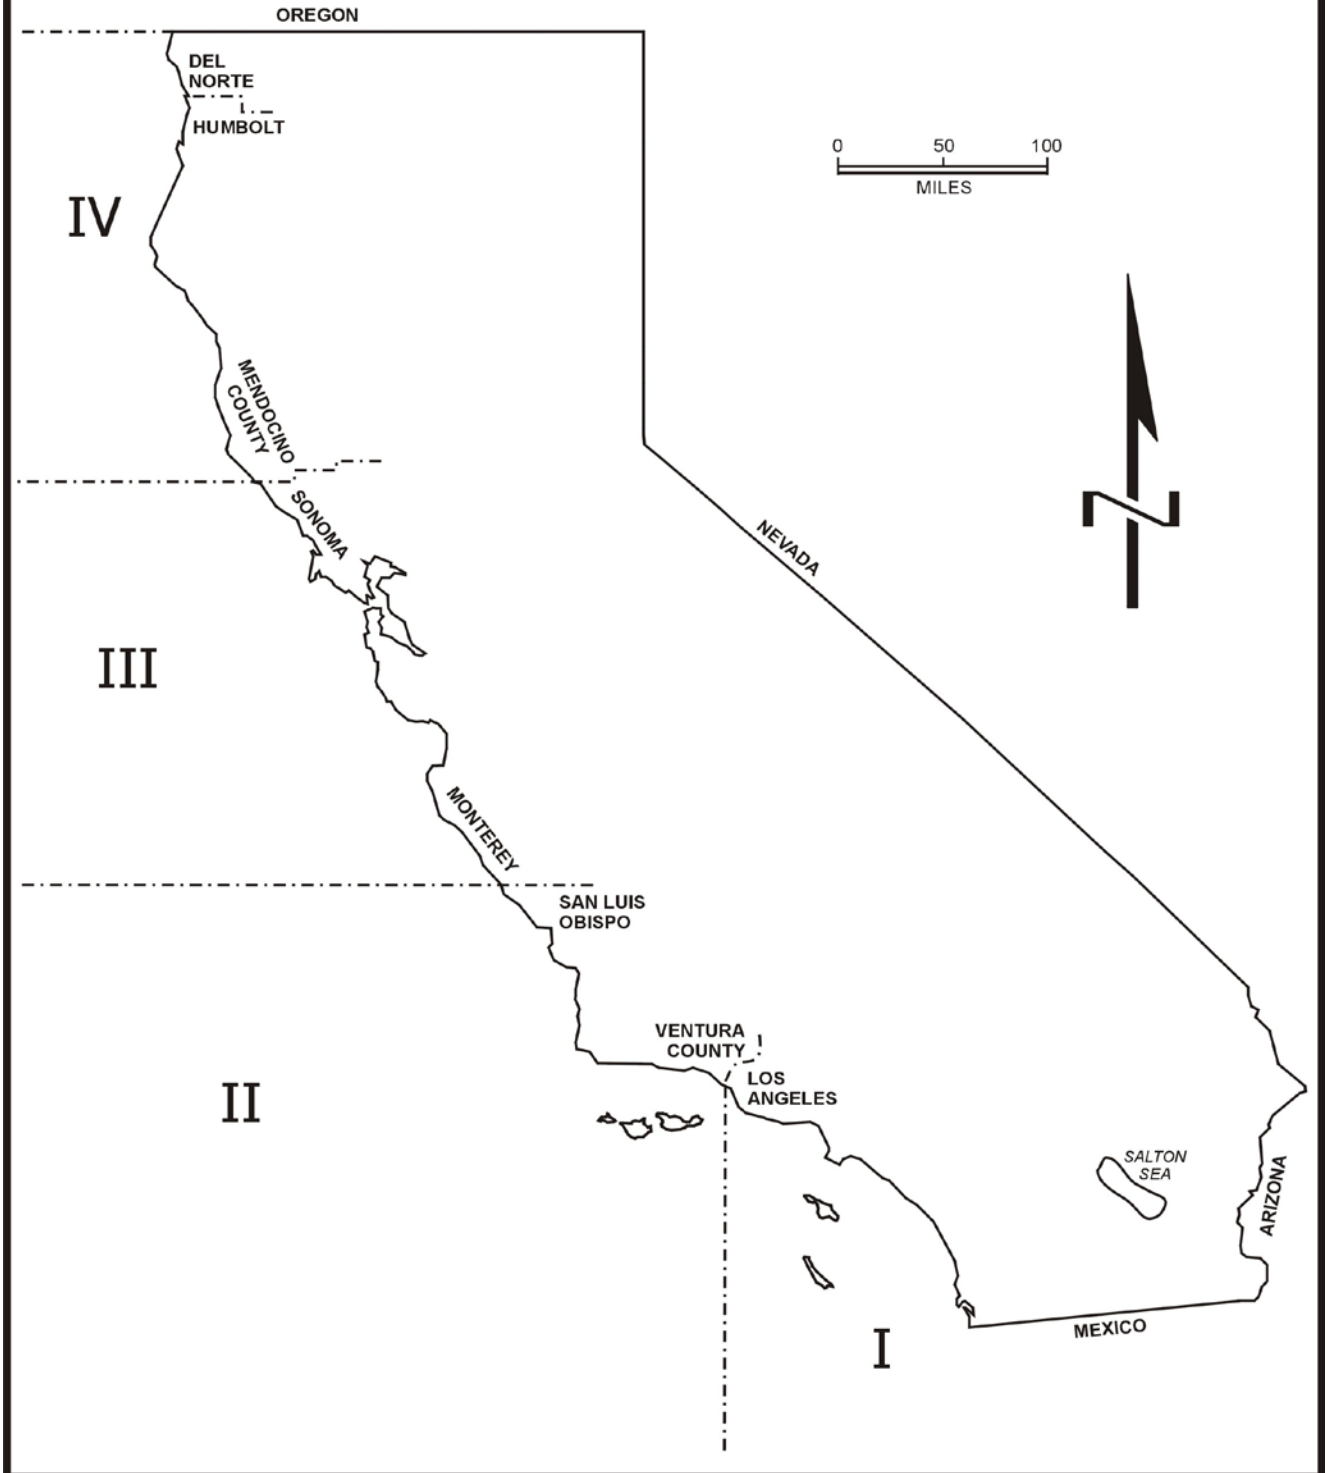 OREGON
DEL
NORTE
HUMBOLT
0 50 100
MILES
IV
MENDOCINO
COUNTY
N
SONOMA
NEVADA
III
MONTEREY
SAN LUIS
OBISPO
VENTURA
COUNTY
LOS
ANGELES
II
SALTON
SEA
ARIZONA
MEXICO
I